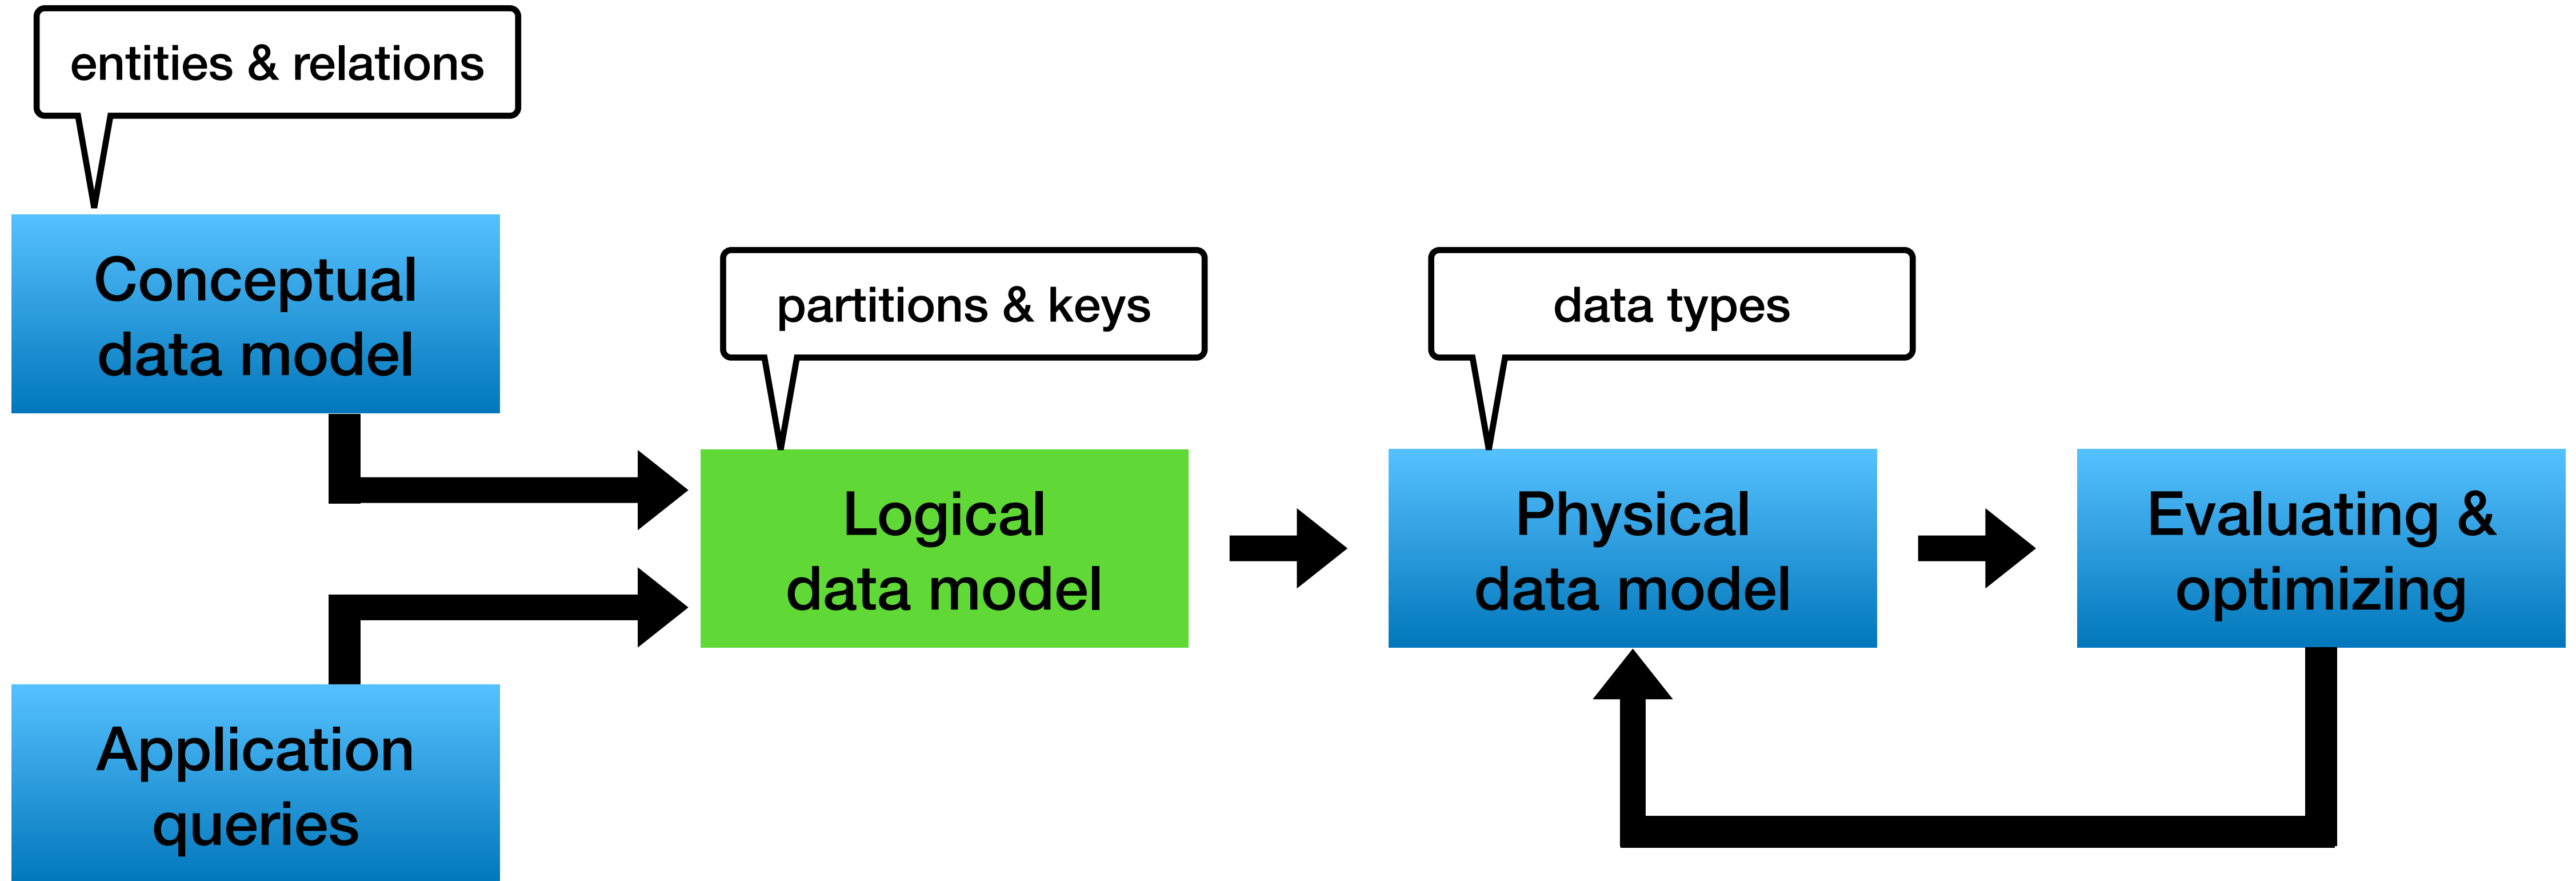 entities & relations
Conceptual
data model
partitions & keys
data types
Logical
data model
Physical
data model
Evaluating &
optimizing
Application
queries